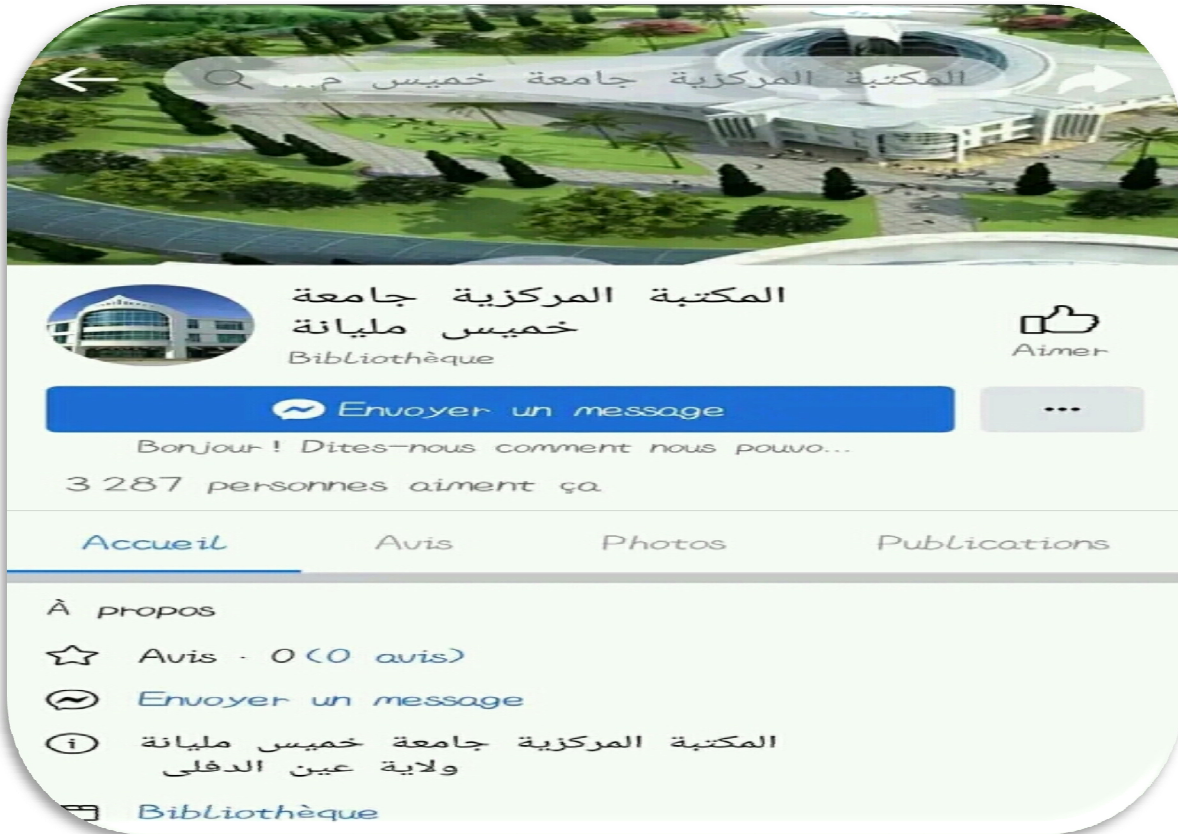 المكتبة المركزية جامعة خميس م...
المكتبة المركزية جامعة
خميس مليانة
Bibliothèque
Aimer
Envoyer un message
...
Bonjour ! Dites-nous comment nous pouvo...
3 287 personnes aiment ça
Accueil Avis Photos Publications
À propos
Avis · 0 (0 avis)
Envoyer un message
المكتبة المركزية جامعة خميس مليانة
ولاية عين الدفلى
Bibliothèque